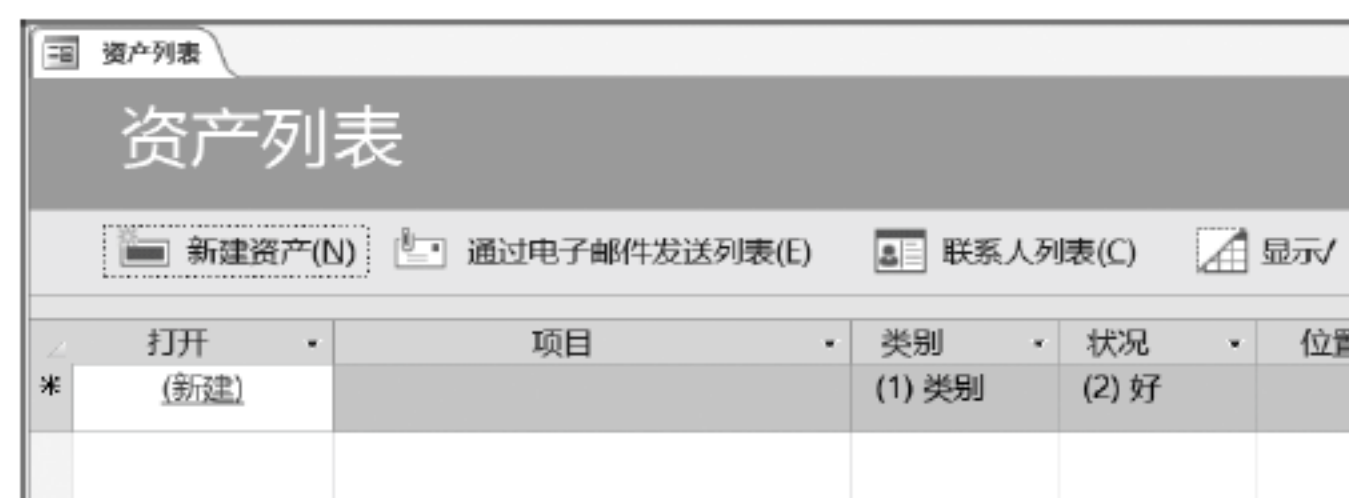 资产列表
资产列表
新建资产(N) 通过电子邮件发送列表(E) 联系人列表(C) 显示/
打开 项目 类别 状况 位置
* (新建) (1) 类别 (2) 好